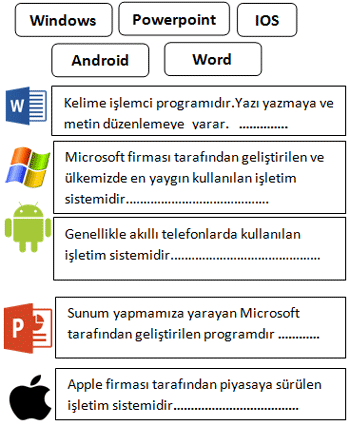 Windows
Powerpoint
IOS
Android
Word
W
Kelime işlemci programıdır.Yazı yazmaya ve
metin düzenlemeye yarar. ..............
Microsoft firması tarafından geliştirilen ve
ülkemizde en yaygın kullanılan işletim
sistemidir.........................................
Genellikle akıllı telefonlarda kullanılan
işletim sistemidir...........................................
P
Sunum yapmamıza yarayan Microsoft
tarafından geliştirilen programdır ............
Apple firması tarafından piyasaya sürülen
işletim sistemidir....................................